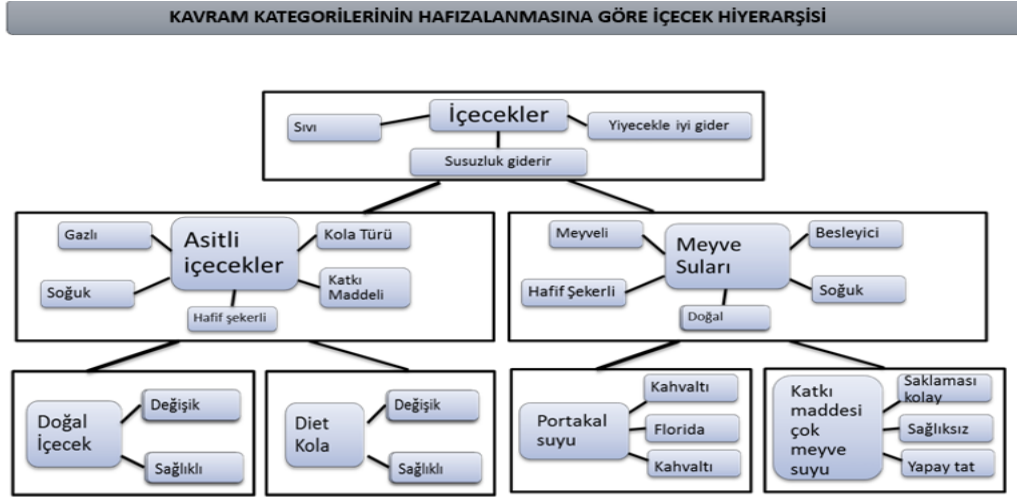 KAVRAM KATEGORİLERİNİN HAFIZALANMASINA GÖRE İÇECEK HİYERARŞİSİ
İçecekler
Sıvı
Yiyecekle iyi gider
Susuzluk giderir
Gazlı
Asitli
içecekler
Kola Türü
Soğuk
Katkı
Maddeli
Hafif şekerli
Meyveli
Meyve
Suları
Besleyici
Hafif Şekerli
Soğuk
Doğal
Doğal
İçecek
Değişik
Sağlıklı
Diet
Kola
Değişik
Sağlıklı
Portakal
suyu
Kahvaltı
Florida
Kahvaltı
Katkı
maddesi
çok
meyve
suyu
Saklaması
kolay
Sağlıksız
Yapay tat